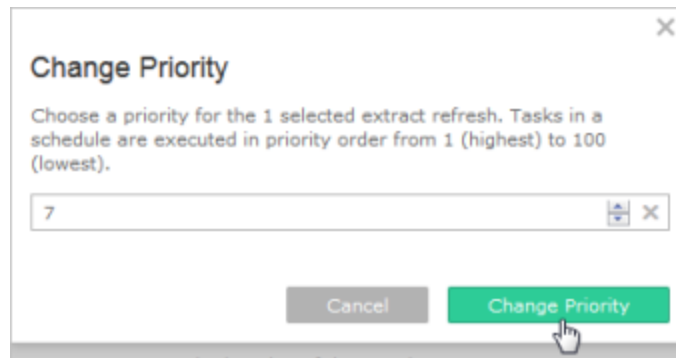 Change Priority
Choose a priority for the 1 selected extract refresh. Tasks in a
schedule are executed in priority order from 1 (highest) to 100
(lowest).
7
Cancel
Change Priority